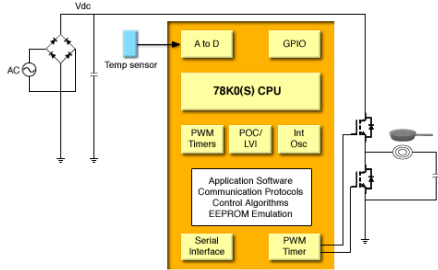 Vdc
AC
Temp sensor
A to D
GPIO
78K0(S) CPU
PWM
Timers
POC/
LVI
Int
Osc
Application Software
Communication Protocols
Control Algorithms
EEPROM Emulation
Serial
Interface
PWM
Timer